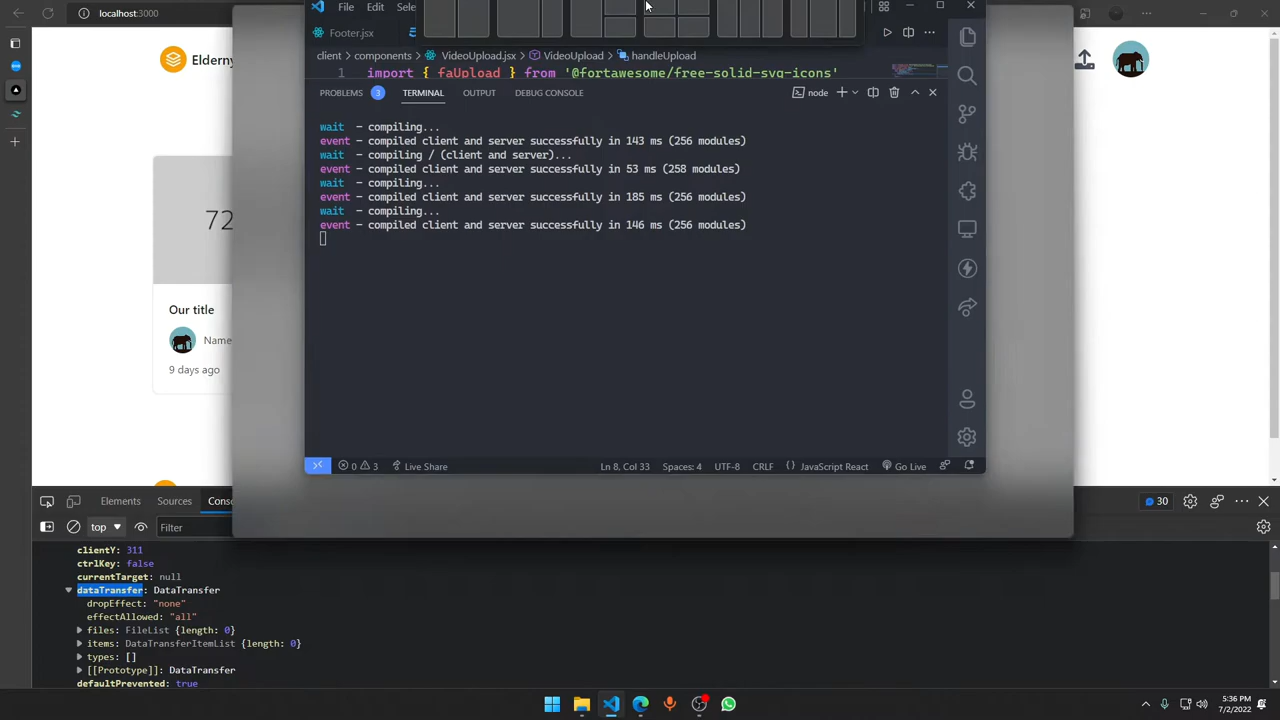 localhost:3000
File Edit Sele
Elderny
Footer.jsx
client > components > VideoUpload.jsx > VideoUpload > handleUpload
1 import { faUpload } from '@fortawesome/free-solid-svg-icons'
PROBLEMS 3 TERMINAL OUTPUT DEBUG CONSOLE node
wait - compiling...
event - compiled client and server successfully in 143 ms (256 modules)
wait - compiling / (client and server)...
event - compiled client and server successfully in 53 ms (258 modules)
wait - compiling...
event - compiled client and server successfully in 185 ms (256 modules)
wait - compiling...
event - compiled client and server successfully in 146 ms (256 modules)
72
Our title
Name
9 days ago
0 3 Live Share Ln 8, Col 33 Spaces: 4 UTF-8 CRLF JavaScript React Go Live
Elements Sources Conso 30
top Filter
clientY: 311
ctrlKey: false
currentTarget: null
dataTransfer: DataTransfer
dropEffect: "none"
effectAllowed: "all"
files: FileList {length: 0}
items: DataTransferItemList {length: 0}
types: []
[[Prototype]]: DataTransfer
defaultPrevented: true
5:36 PM
7/2/2022